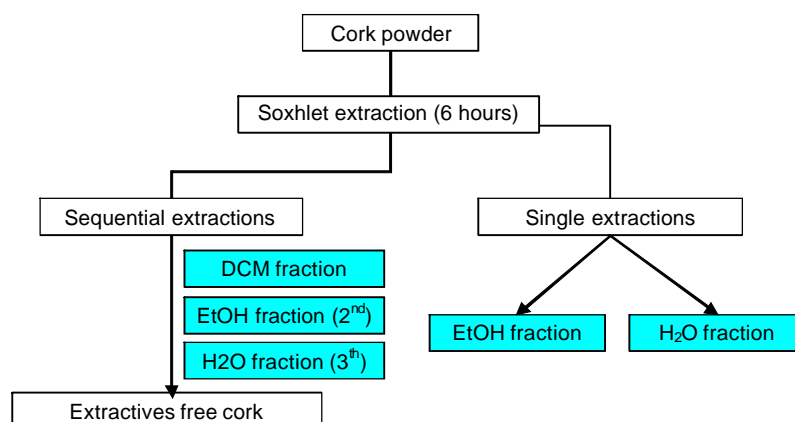 Cork powder
Soxhlet extraction (6 hours)
Sequential extractions
Single extractions
DCM fraction
EtOH fraction (2nd)
H2O fraction (3th)
EtOH fraction
H₂O fraction
Extractives free cork